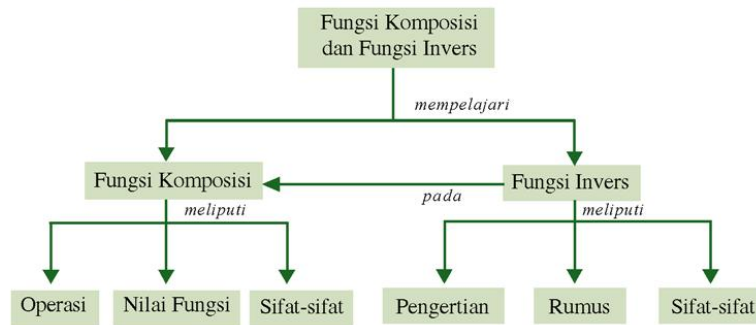 Fungsi Komposisi
dan Fungsi Invers
mempelajari
Fungsi Komposisi
pada
Fungsi Invers
meliputi
meliputi
Operasi
Nilai Fungsi
Sifat-sifat
Pengertian
Rumus
Sifat-sifat